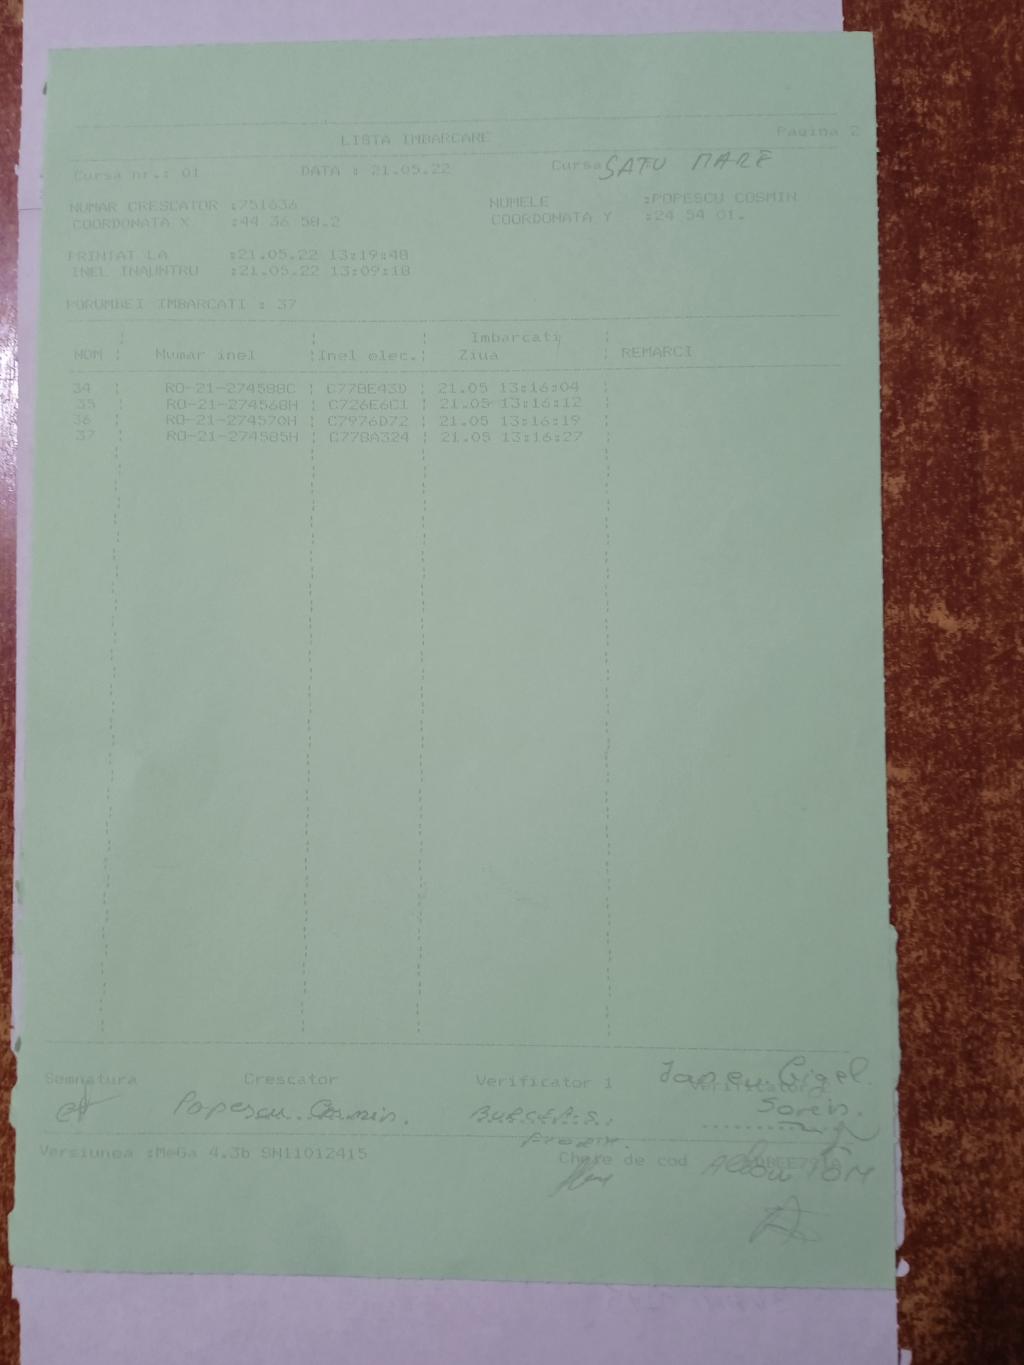 LISTA IMBARCARE Pagina 2
Cursa nr.: 01 DATA : 21.05.22 Cursa SATU MARE
NUMAR CRESCATOR :751636 NUMELE :POPESCU COSMIN
COORDONATA X :44 36 58.2 COORDONATA Y :24 54 01.
PRINTAT LA :21.05.22 13:19:48
INEL INAUNTRU :21.05.22 13:09:18
PORUMBEI IMBARCATI : 37
Imbarcati
NOM Numar inel Inel elec. Ziua REMARCI
34 RO-21-274588C C778E43D 21.05 13:16:04
35 RO-21-274568H C726E6C1 21.05 13:16:12
36 RO-21-274570H C7976D72 21.05 13:16:19
37 RO-21-274585H C778A324 21.05 13:16:27
Semnatura Crescator Verificator 1
Popescu Cosmin. Sorin.
Versiunea :MeGa 4.3b SN11012415 Cheie de cod